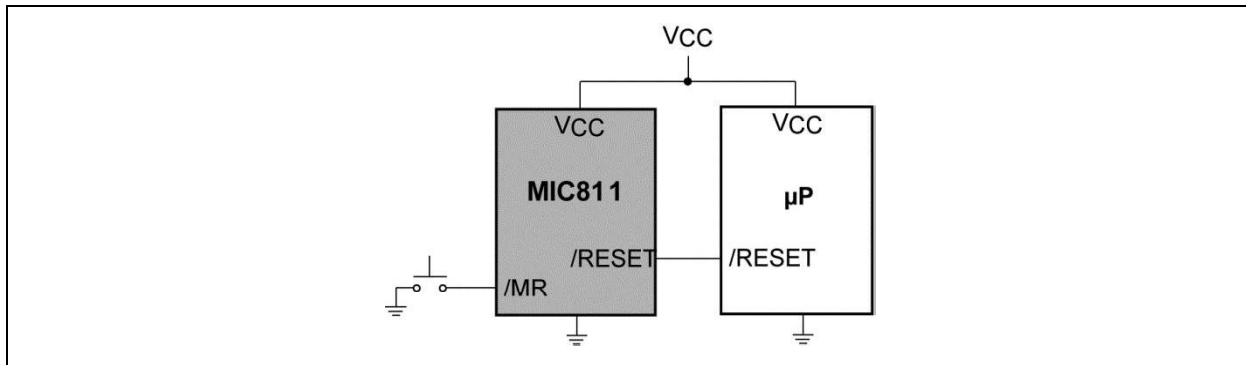 VCC
VCC
VCC
MIC811
µP
/RESET
/RESET
/MR